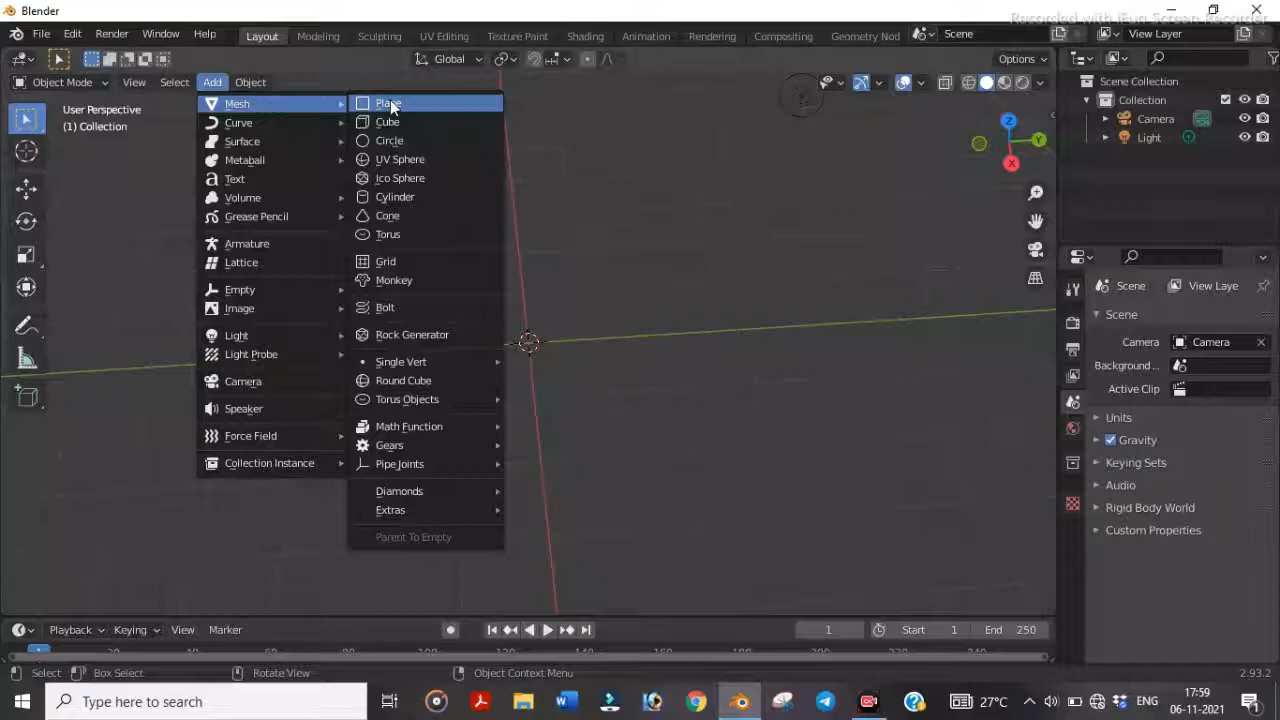 Blender
Recorded with iFun Screen Recorder
File Edit Render Window Help Layout Modeling Sculpting UV Editing Texture Paint Shading Animation Rendering Compositing Geometry Nod Scene View Layer
Global Options
Object Mode View Select Add Object
User Perspective
(1) Collection
Mesh
Curve
Surface
Metaball
Text
Volume
Grease Pencil
Armature
Lattice
Empty
Image
Light
Light Probe
Camera
Speaker
Force Field
Collection Instance
Plane
Cube
Circle
UV Sphere
Ico Sphere
Cylinder
Cone
Torus
Grid
Monkey
Bolt
Rock Generator
Single Vert
Round Cube
Torus Objects
Math Function
Gears
Pipe Joints
Diamonds
Extras
Parent To Empty
Z
Y
X
Scene Collection
Collection
Camera
Light
Scene View Laye
Scene
Camera Camera
Background ...
Active Clip
Units
Gravity
Keying Sets
Audio
Rigid Body World
Custom Properties
Playback Keying View Marker 1 Start 1 End 250
1
Select Box Select Rotate View Object Context Menu 2.93.2
Type here to search 27°C ENG 17:59
06-11-2021